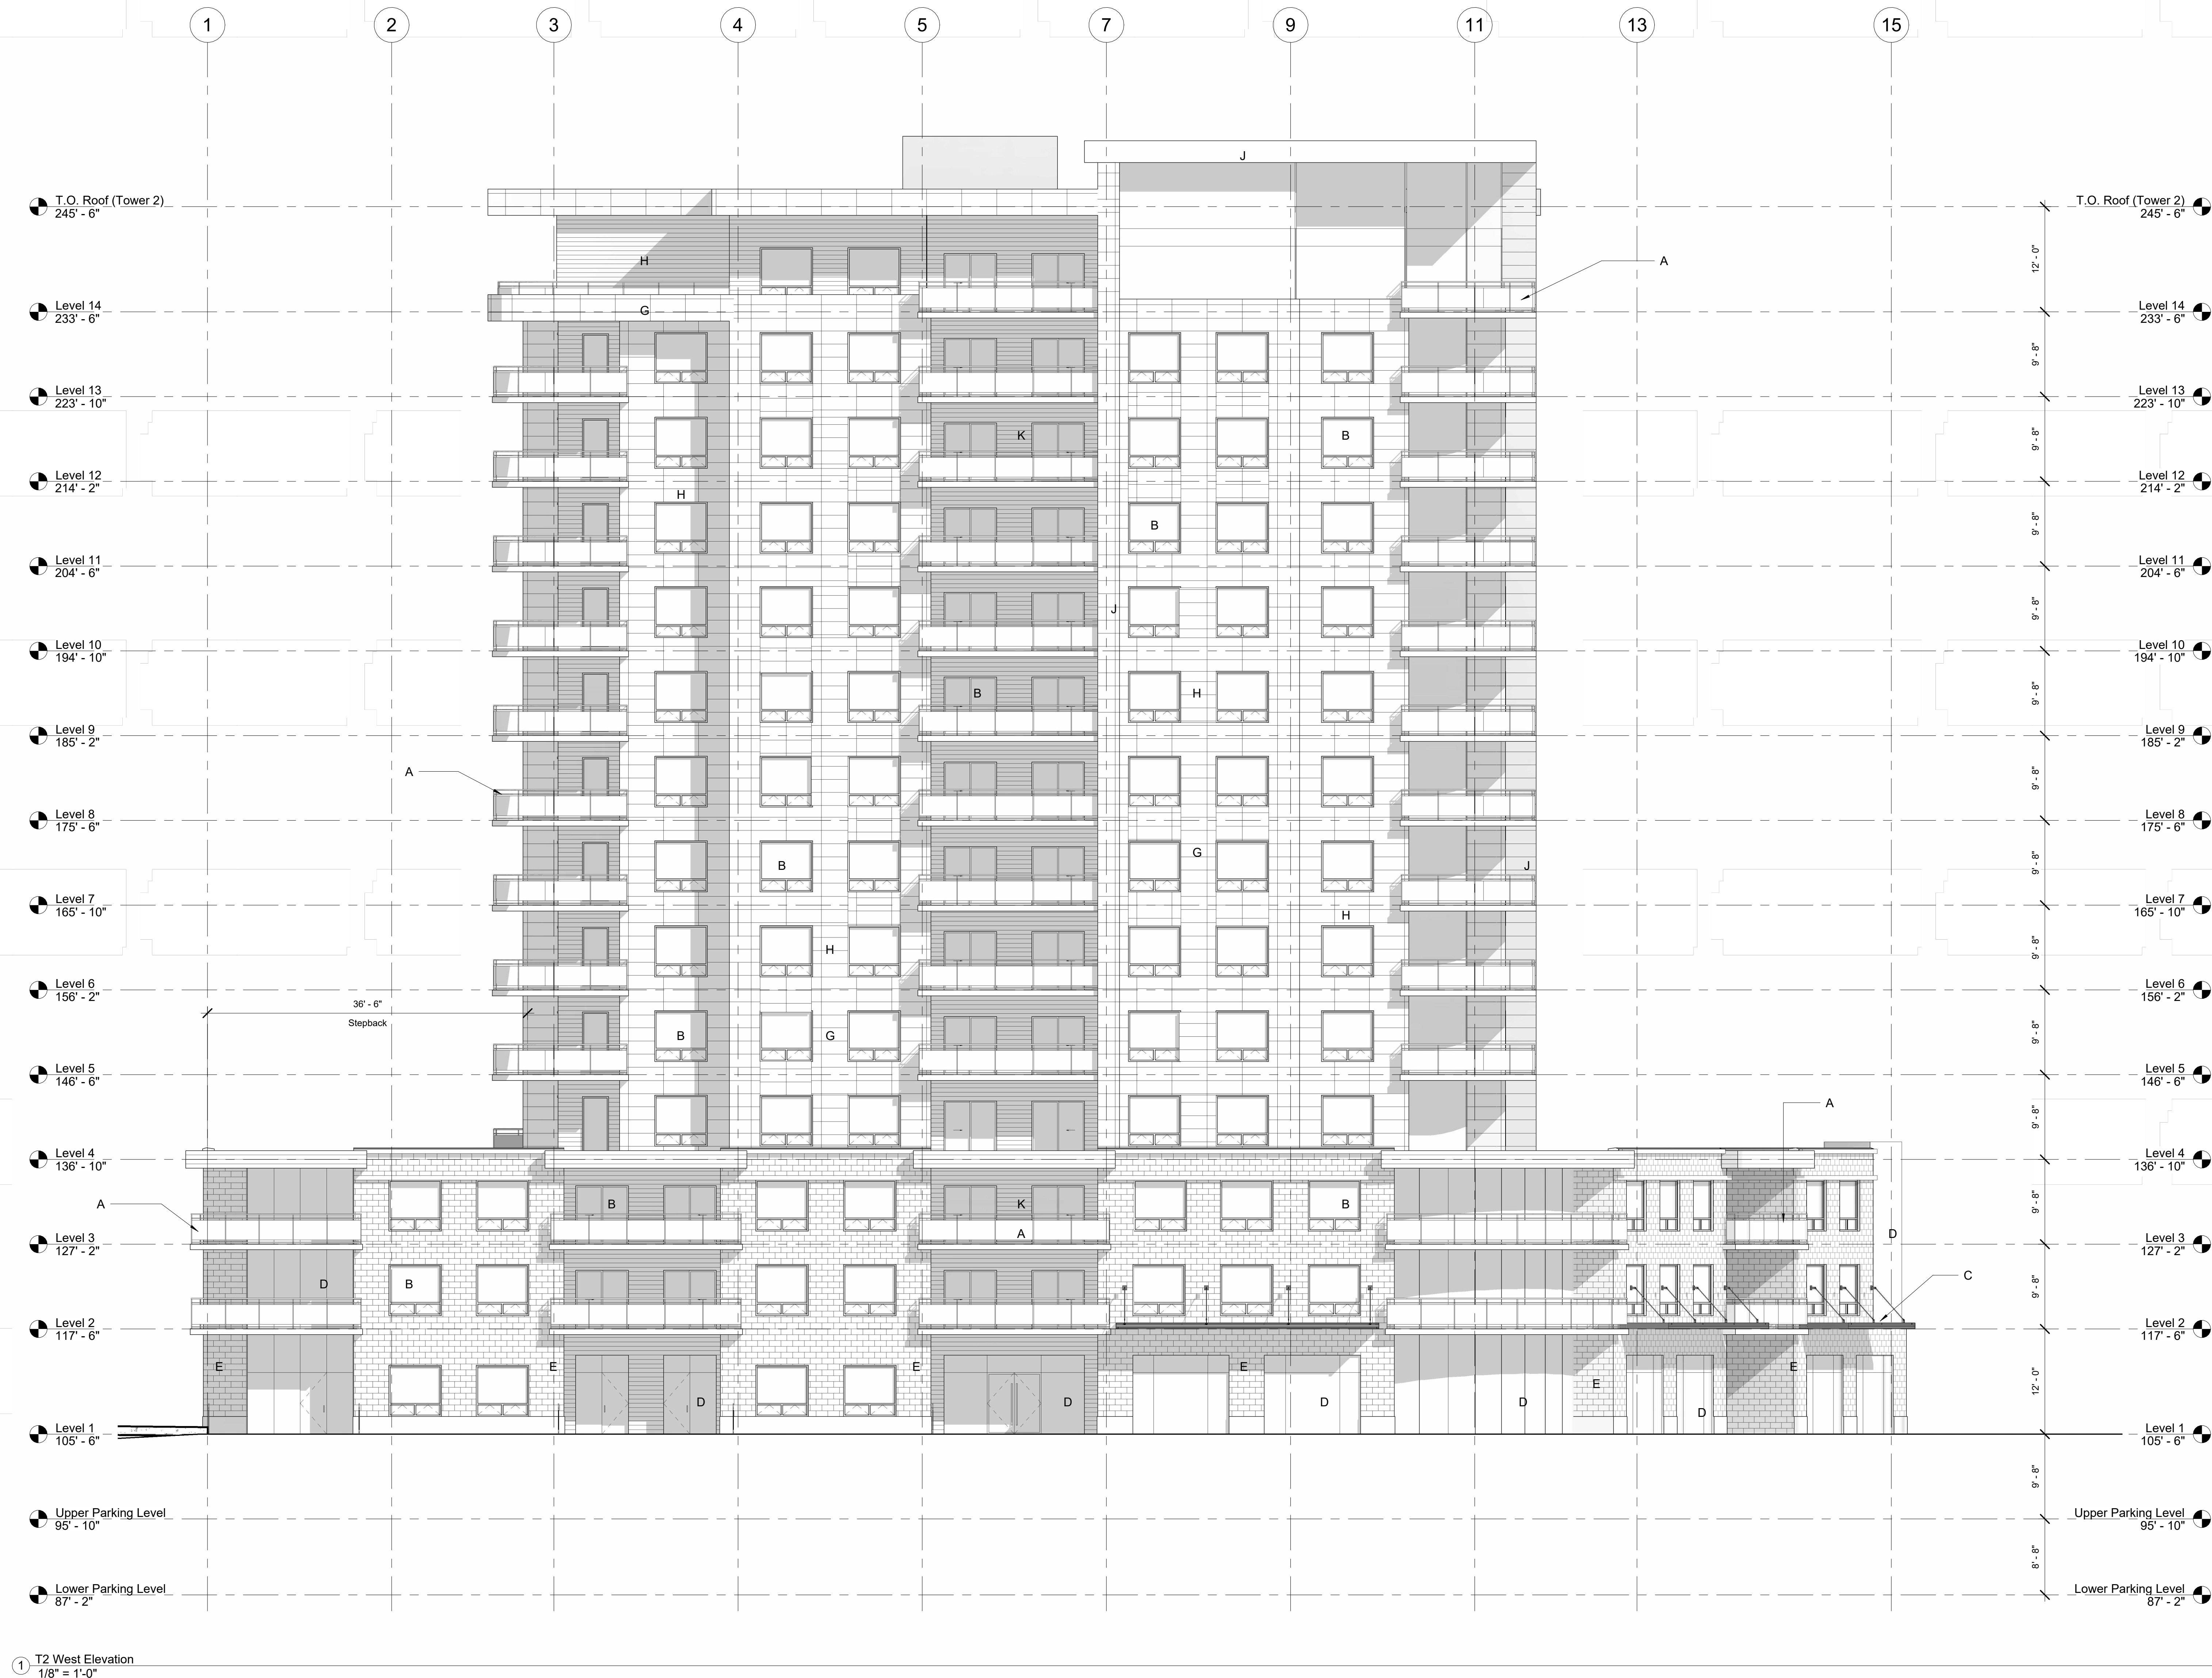 1 2 3 4 5 7 9 11 13 15
J
T.O. Roof (Tower 2) T.O. Roof (Tower 2)
245' - 6" 245' - 6"
12' - 0"
H A
Level 14 G Level 14
233' - 6" 233' - 6"
9' - 8"
Level 13 Level 13
223' - 10" 223' - 10"
K B 9' - 8"
Level 12 Level 12
214' - 2" 214' - 2"
H
B 9' - 8"
Level 11 Level 11
204' - 6" 204' - 6"
J 9' - 8"
Level 10 Level 10
194' - 10" 194' - 10"
B H 9' - 8"
Level 9 Level 9
185' - 2" 185' - 2"
A 9' - 8"
Level 8 Level 8
175' - 6" 175' - 6"
G
B J 9' - 8"
Level 7 Level 7
165' - 10" 165' - 10"
H
H 9' - 8"
Level 6 Level 6
156' - 2" 156' - 2"
36' - 6"
Stepback
B G 9' - 8"
Level 5 Level 5
146' - 6" 146' - 6"
A 9' - 8"
Level 4 Level 4
136' - 10" 136' - 10"
A B K B 9' - 8"
A D
Level 3 Level 3
127' - 2" 127' - 2"
C
D B 9' - 8"
Level 2 Level 2
117' - 6" 117' - 6"
E E E E E
E 12' - 0"
D D D D D
Level 1 Level 1
105' - 6" 105' - 6"
9' - 8"
Upper Parking Level Upper Parking Level
95' - 10" 95' - 10"
8' - 8"
Lower Parking Level Lower Parking Level
87' - 2" 87' - 2"
1 T2 West Elevation
1/8" = 1'-0"